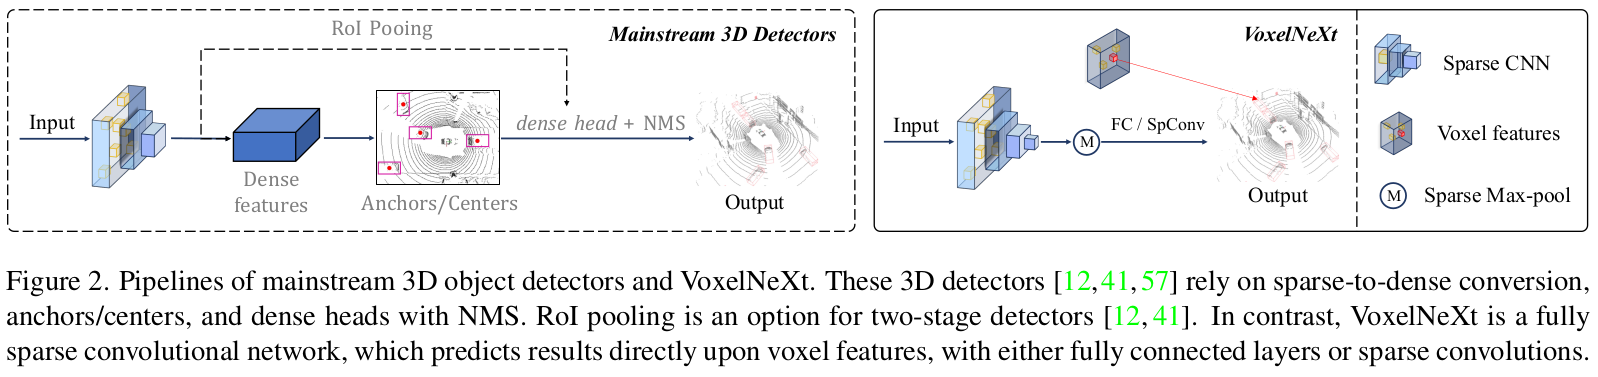 RoI Pooing
Mainstream 3D Detectors
Input
dense head + NMS
Dense
features
Anchors/Centers
Output
VoxelNeXt
Input
M
FC / SpConv
Output
Sparse CNN
Voxel features
M
Sparse Max-pool
Figure 2. Pipelines of mainstream 3D object detectors and VoxelNeXt. These 3D detectors [12,41,57] rely on sparse-to-dense conversion,
anchors/centers, and dense heads with NMS. RoI pooling is an option for two-stage detectors [12,41]. In contrast, VoxelNeXt is a fully
sparse convolutional network, which predicts results directly upon voxel features, with either fully connected layers or sparse convolutions.